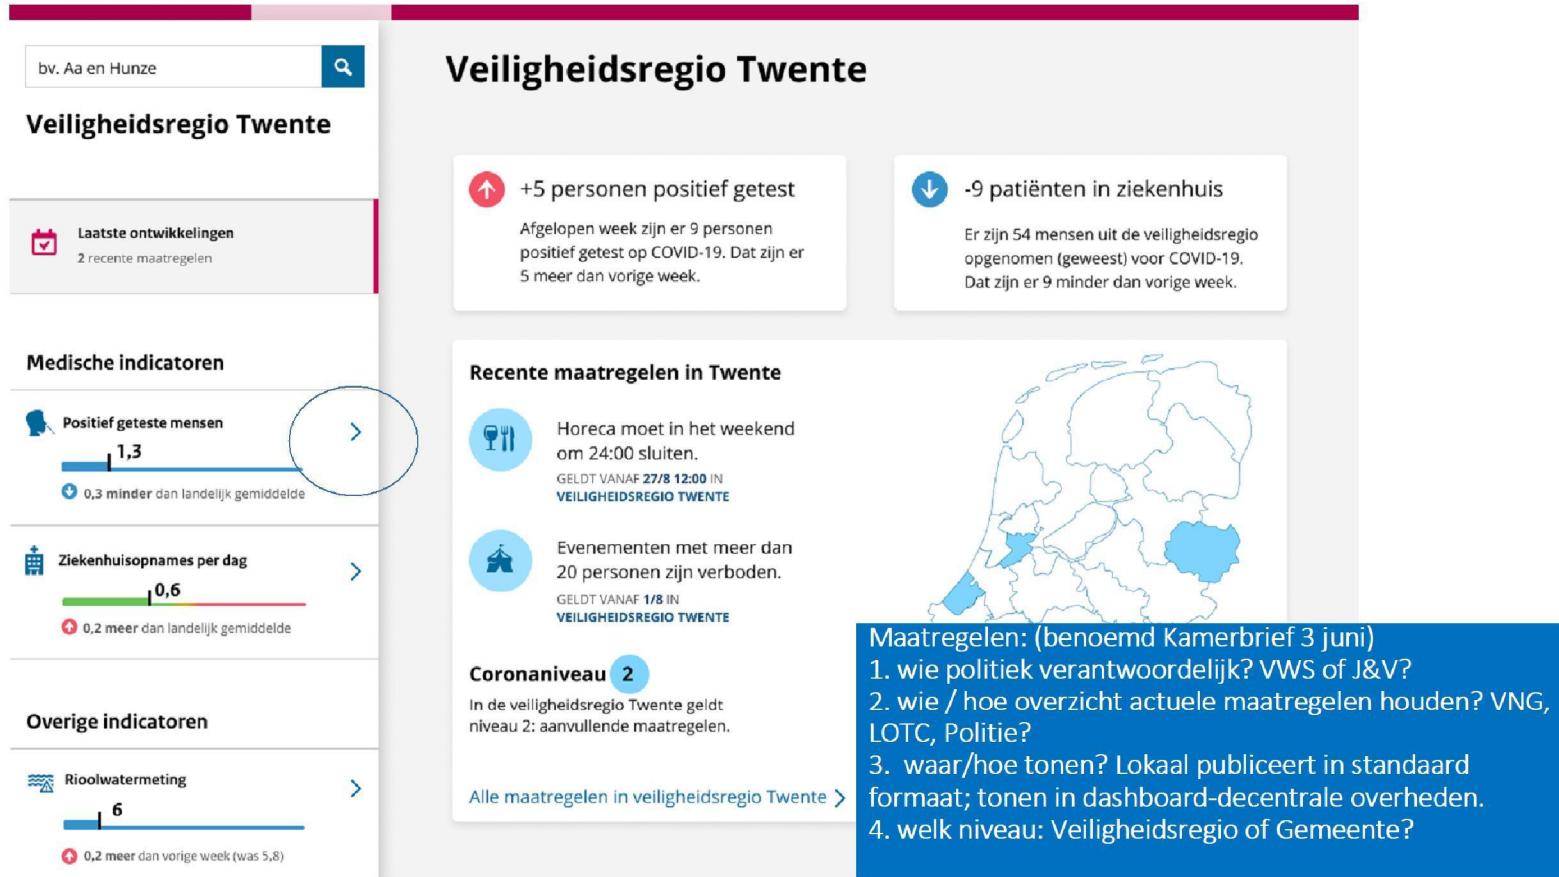 bv. Aa en Hunze
Veiligheidsregio Twente
Laatste ontwikkelingen
2 recente maatregelen
Medische indicatoren
Positief geteste mensen
1,3
0,3 minder dan landelijk gemiddelde
Ziekenhuisopnames per dag
0,6
0,2 meer dan landelijk gemiddelde
Overige indicatoren
Rioolwatermeting
6
0,2 meer dan vorige week (was 5,8)
Veiligheidsregio Twente
+5 personen positief getest
Afgelopen week zijn er 9 personen
positief getest op COVID-19. Dat zijn er
5 meer dan vorige week.
-9 patiënten in ziekenhuis
Er zijn 54 mensen uit de veiligheidsregio
opgenomen (geweest) voor COVID-19.
Dat zijn er 9 minder dan vorige week.
Recente maatregelen in Twente
Horeca moet in het weekend
om 24:00 sluiten.
GELDT VANAF 27/8 12:00 IN
VEILIGHEIDSREGIO TWENTE
Evenementen met meer dan
20 personen zijn verboden.
GELDT VANAF 1/8 IN
VEILIGHEIDSREGIO TWENTE
Coronaniveau 2
In de veiligheidsregio Twente geldt
niveau 2: aanvullende maatregelen.
Alle maatregelen in veiligheidsregio Twente
Maatregelen: (benoemd Kamerbrief 3 juni)
1. wie politiek verantwoordelijk? VWS of J&V?
2. wie / hoe overzicht actuele maatregelen houden? VNG,
LOTC, Politie?
3. waar/hoe tonen? Lokaal publiceert in standaard
formaat; tonen in dashboard-decentrale overheden.
4. welk niveau: Veiligheidsregio of Gemeente?